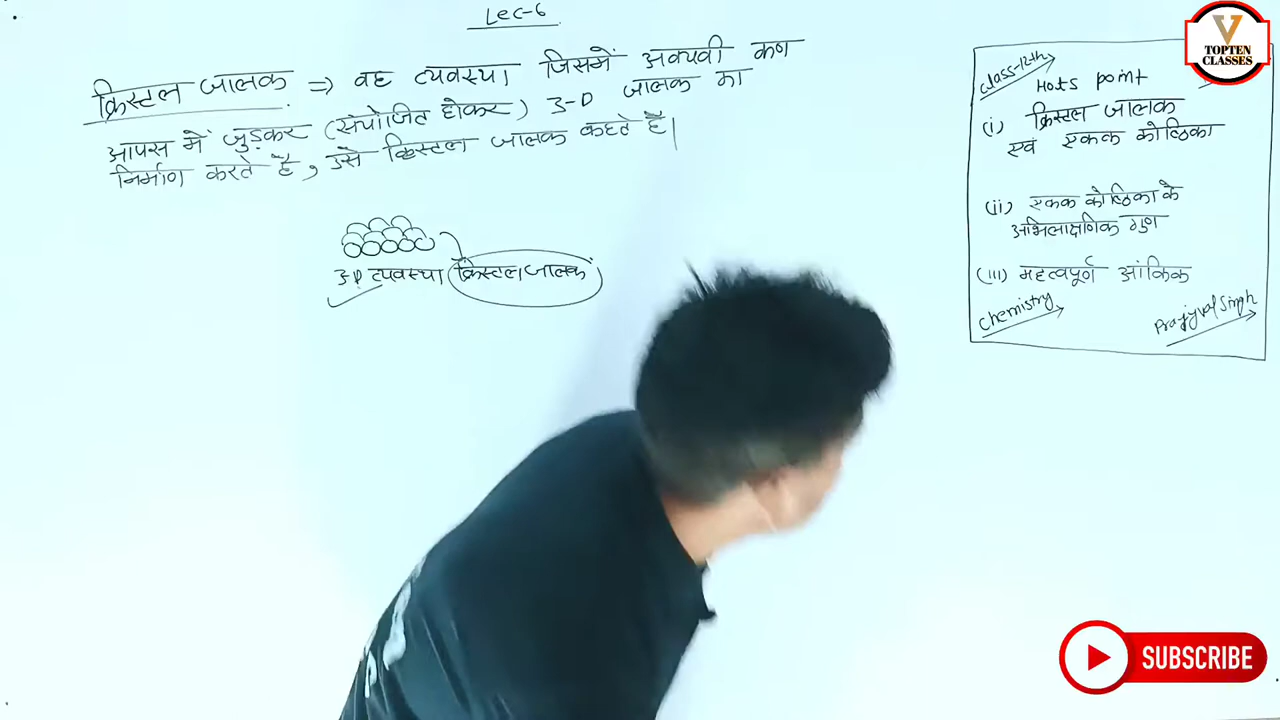 Lec-6
क्रिस्टल जालक ⇒ वह व्यवस्था जिसमें अवयवी कण
आपस में जुड़कर (संयोजित होकर) 3-D जालक का
निर्माण करते हैं, उसे क्रिस्टल जालक कहते हैं।
3D व्यवस्था क्रिस्टल जालक
Class-12th
Hots point
(i) क्रिस्टल जालक
एवं एकक कोष्ठिका
(ii) एकक कोष्ठिका के
अभिलाक्षणिक गुण
(iii) महत्वपूर्ण आंकिक
Chemistry
Prajjwal Singh
V
TOPTEN
CLASSES
SUBSCRIBE